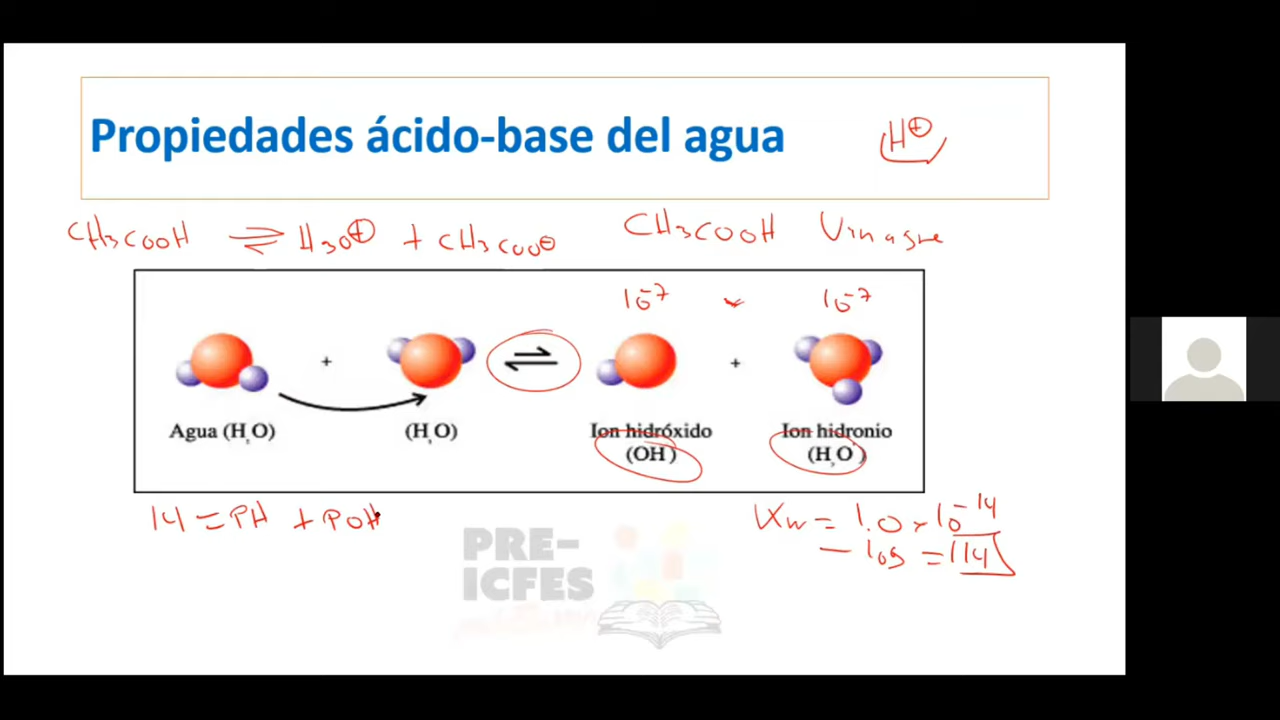 Propiedades ácido-base del agua
H⊕
CH3COOH ⇌ H3O⊕ + CH3COO⊖
CH3COOH Vinagre
10⁻⁷ * 10⁻⁷
+ ⇌ +
Agua (H₂O) (H₂O) Ion hidróxido Ion hidronio
(OH⁻) (H₃O⁺)
14 = PH + POH
Kw = 1.0 × 10⁻¹⁴
- log = 14
PRE-
ICFES